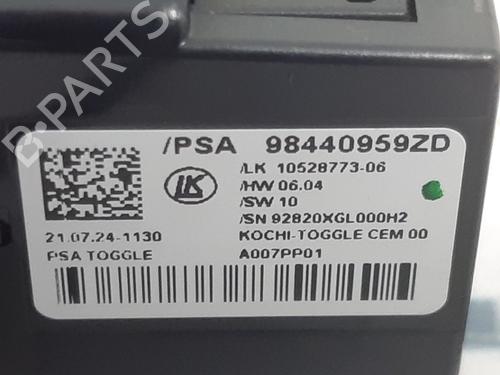 /PSA 98440959ZD
/LK 10528773-06
/HW 06.04
/SW 10
/SN 92820XGL000H2
LK
21.07.24-1130
KOCHI-TOGGLE CEM 00
PSA TOGGLE
A007PP01
B-PARTS